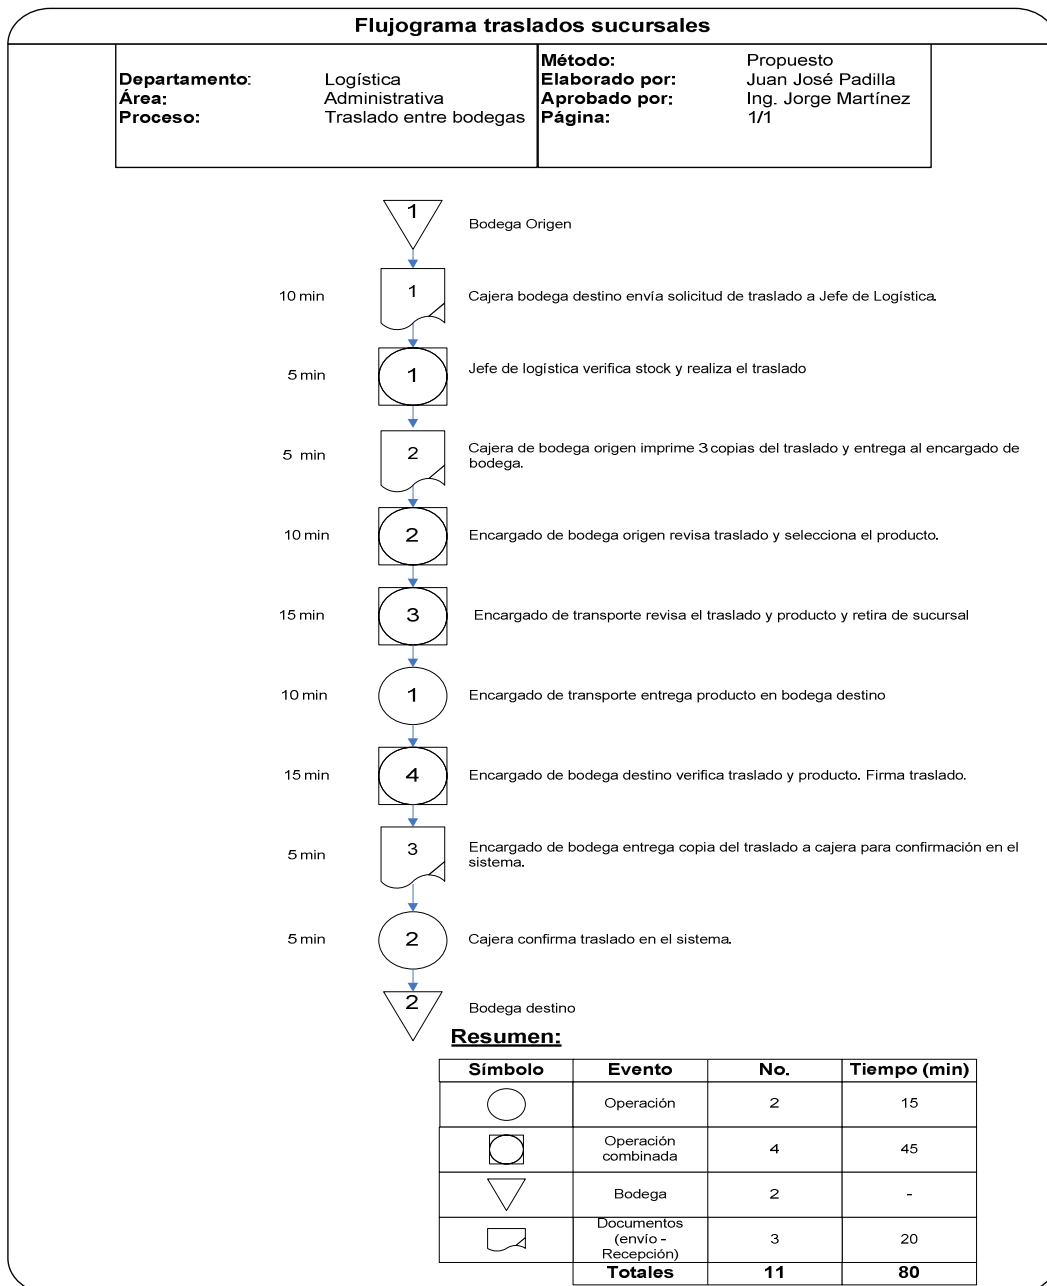 Flujograma traslados sucursales
Departamento: Logística
Área: Administrativa
Proceso: Traslado entre bodegas
Método: Propuesto
Elaborado por: Juan José Padilla
Aprobado por: Ing. Jorge Martínez
Página: 1/1
1
Bodega Origen
10 min
1
Cajera bodega destino envía solicitud de traslado a Jefe de Logística.
5 min
1
Jefe de logística verifica stock y realiza el traslado
5 min
2
Cajera de bodega origen imprime 3 copias del traslado y entrega al encargado de
bodega.
10 min
2
Encargado de bodega origen revisa traslado y selecciona el producto.
15 min
3
Encargado de transporte revisa el traslado y producto y retira de sucursal
10 min
1
Encargado de transporte entrega producto en bodega destino
15 min
4
Encargado de bodega destino verifica traslado y producto. Firma traslado.
5 min
3
Encargado de bodega entrega copia del traslado a cajera para confirmación en el
sistema.
5 min
2
Cajera confirma traslado en el sistema.
2
Bodega destino
Resumen:
Símbolo Evento No. Tiempo (min)
Operación 2 15
Operación
combinada 4 45
Bodega 2 -
Documentos
(envío -
Recepción) 3 20
Totales 11 80